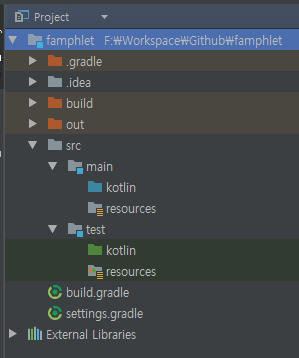 Project
famphlet F:₩Workspace₩Github₩famphlet
.gradle
.idea
build
out
src
main
kotlin
resources
test
kotlin
resources
build.gradle
settings.gradle
External Libraries